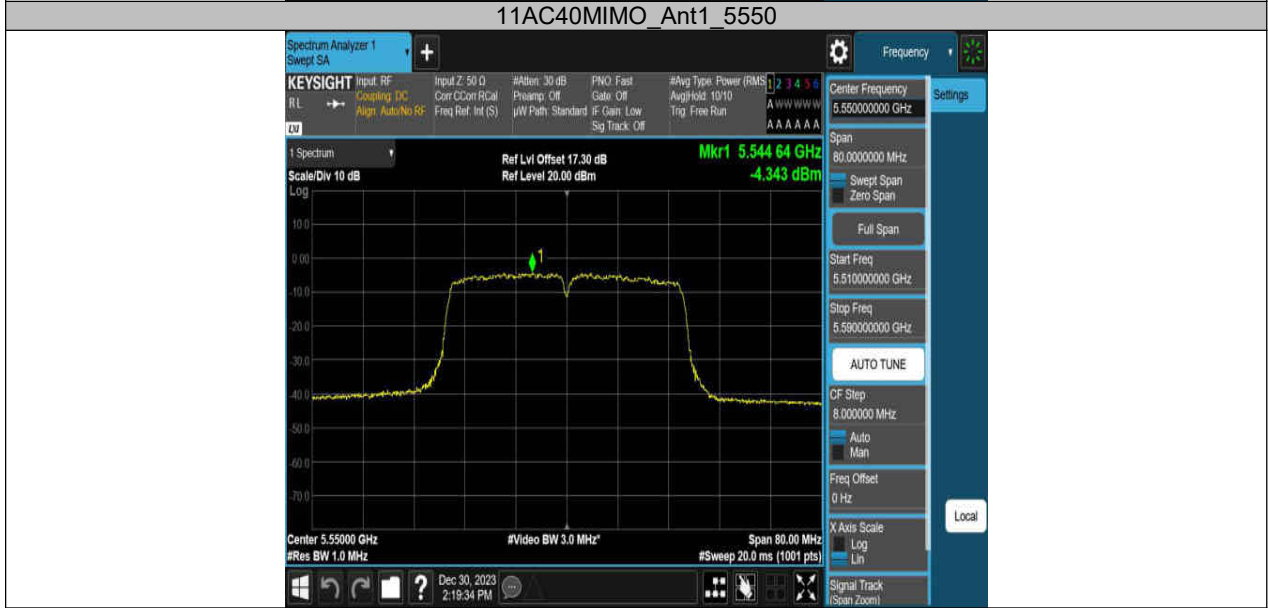 11AC40MIMO_Ant1_5550
Spectrum Analyzer 1
Swept SA
+
Frequency
KEYSIGHT
RL
LXI
Input: RF
Coupling: DC
Align: Auto/No RF
Input Z: 50 Ω
Corr CCorr RCal
Freq Ref: Int (S)
#Atten: 30 dB
Preamp: Off
µW Path: Standard
PNO: Fast
Gate: Off
IF Gain: Low
Sig Track: Off
#Avg Type: Power (RMS
Avg|Hold: 10/10
Trig: Free Run
1 2 3 4 5 6
A W W W W W
A A A A A A
1 Spectrum
Scale/Div 10 dB
Log
Ref Lvl Offset 17.30 dB
Ref Level 20.00 dBm
Mkr1 5.544 64 GHz
-4.343 dBm
10.0
0.00
-10.0
-20.0
-30.0
-40.0
-50.0
-60.0
-70.0
1
Center 5.55000 GHz
#Res BW 1.0 MHz
#Video BW 3.0 MHz*
Span 80.00 MHz
#Sweep 20.0 ms (1001 pts)
Center Frequency
5.550000000 GHz
Settings
Span
80.0000000 MHz
Swept Span
Zero Span
Full Span
Start Freq
5.510000000 GHz
Stop Freq
5.590000000 GHz
AUTO TUNE
CF Step
8.000000 MHz
Auto
Man
Freq Offset
0 Hz
X Axis Scale
Log
Lin
Local
Signal Track
(Span Zoom)
?
Dec 30, 2023
2:19:34 PM